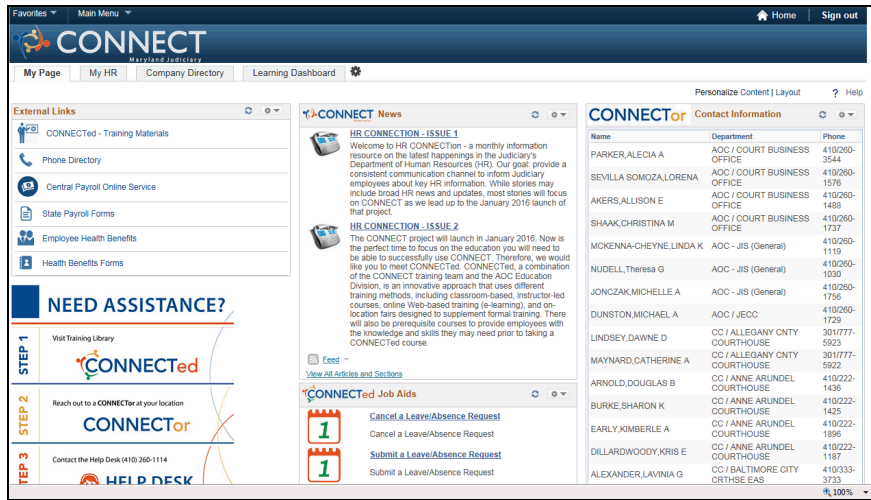 Favorites Main Menu Home Sign out
CONNECT
Maryland Judiciary
My Page My HR Company Directory Learning Dashboard
Personalize Content | Layout ? Help
External Links
CONNECTed - Training Materials
Phone Directory
Central Payroll Online Service
State Payroll Forms
Employee Health Benefits
Health Benefits Forms
NEED ASSISTANCE?
STEP 1
Visit Training Library
CONNECTed
STEP 2
Reach out to a CONNECTor at your location
CONNECTor
STEP 3
Contact the Help Desk (410) 260-1114
HELP DESK
CONNECT News
HR CONNECTION - ISSUE 1
Welcome to HR CONNECTion - a monthly information
resource on the latest happenings in the Judiciary's
Department of Human Resources (HR). Our goal: provide a
consistent communication channel to inform Judiciary
employees about key HR information. While stories may
include broad HR news and updates, most stories will focus
on CONNECT as we lead up to the January 2016 launch of
that project.
HR CONNECTION - ISSUE 2
The CONNECT project will launch in January 2016. Now is
the perfect time to focus on the education you will need to
be able to successfully use CONNECT. Therefore, we would
like you to meet CONNECTed. CONNECTed, a combination
of the CONNECT training team and the AOC Education
Division, is an innovative approach that uses different
training methods, including classroom-based, instructor-led
courses, online Web-based training (e-learning), and on-
location fairs designed to supplement formal training. There
will also be prerequisite courses to provide employees with
the knowledge and skills they may need prior to taking a
CONNECTed course.
Feed
View All Articles and Sections
CONNECTed Job Aids
1
Cancel a Leave/Absence Request
Cancel a Leave/Absence Request
1
Submit a Leave/Absence Request
Submit a Leave/Absence Request
CONNECTor Contact Information
Name Department Phone
PARKER,ALECIA A AOC / COURT BUSINESS OFFICE 410/260-3544
SEVILLA SOMOZA,LORENA AOC / COURT BUSINESS OFFICE 410/260-1576
AKERS,ALLISON E AOC / COURT BUSINESS OFFICE 410/260-1488
SHAAK,CHRISTINA M AOC / COURT BUSINESS OFFICE 410/260-1737
MCKENNA-CHEYNE,LINDA K AOC - JIS (General) 410/260-1119
NUDELL,Theresa G AOC - JIS (General) 410/260-1030
JONCZAK,MICHELLE A AOC - JIS (General) 410/260-1756
DUNSTON,MICHAEL A AOC / JECC 410/260-1729
LINDSEY,DAWNE D CC / ALLEGANY CNTY COURTHOUSE 301/777-5923
MAYNARD,CATHERINE A CC / ALLEGANY CNTY COURTHOUSE 301/777-5922
ARNOLD,DOUGLAS B CC / ANNE ARUNDEL COURTHOUSE 410/222-1436
BURKE,SHARON K CC / ANNE ARUNDEL COURTHOUSE 410/222-1425
EARLY,KIMBERLE A CC / ANNE ARUNDEL COURTHOUSE 410/222-1896
DILLARDWOODY,KRIS E CC / ANNE ARUNDEL COURTHOUSE 410/222-1187
ALEXANDER,LAVINIA G CC / BALTIMORE CITY CRTHSE EAS 410/333-3733
100%